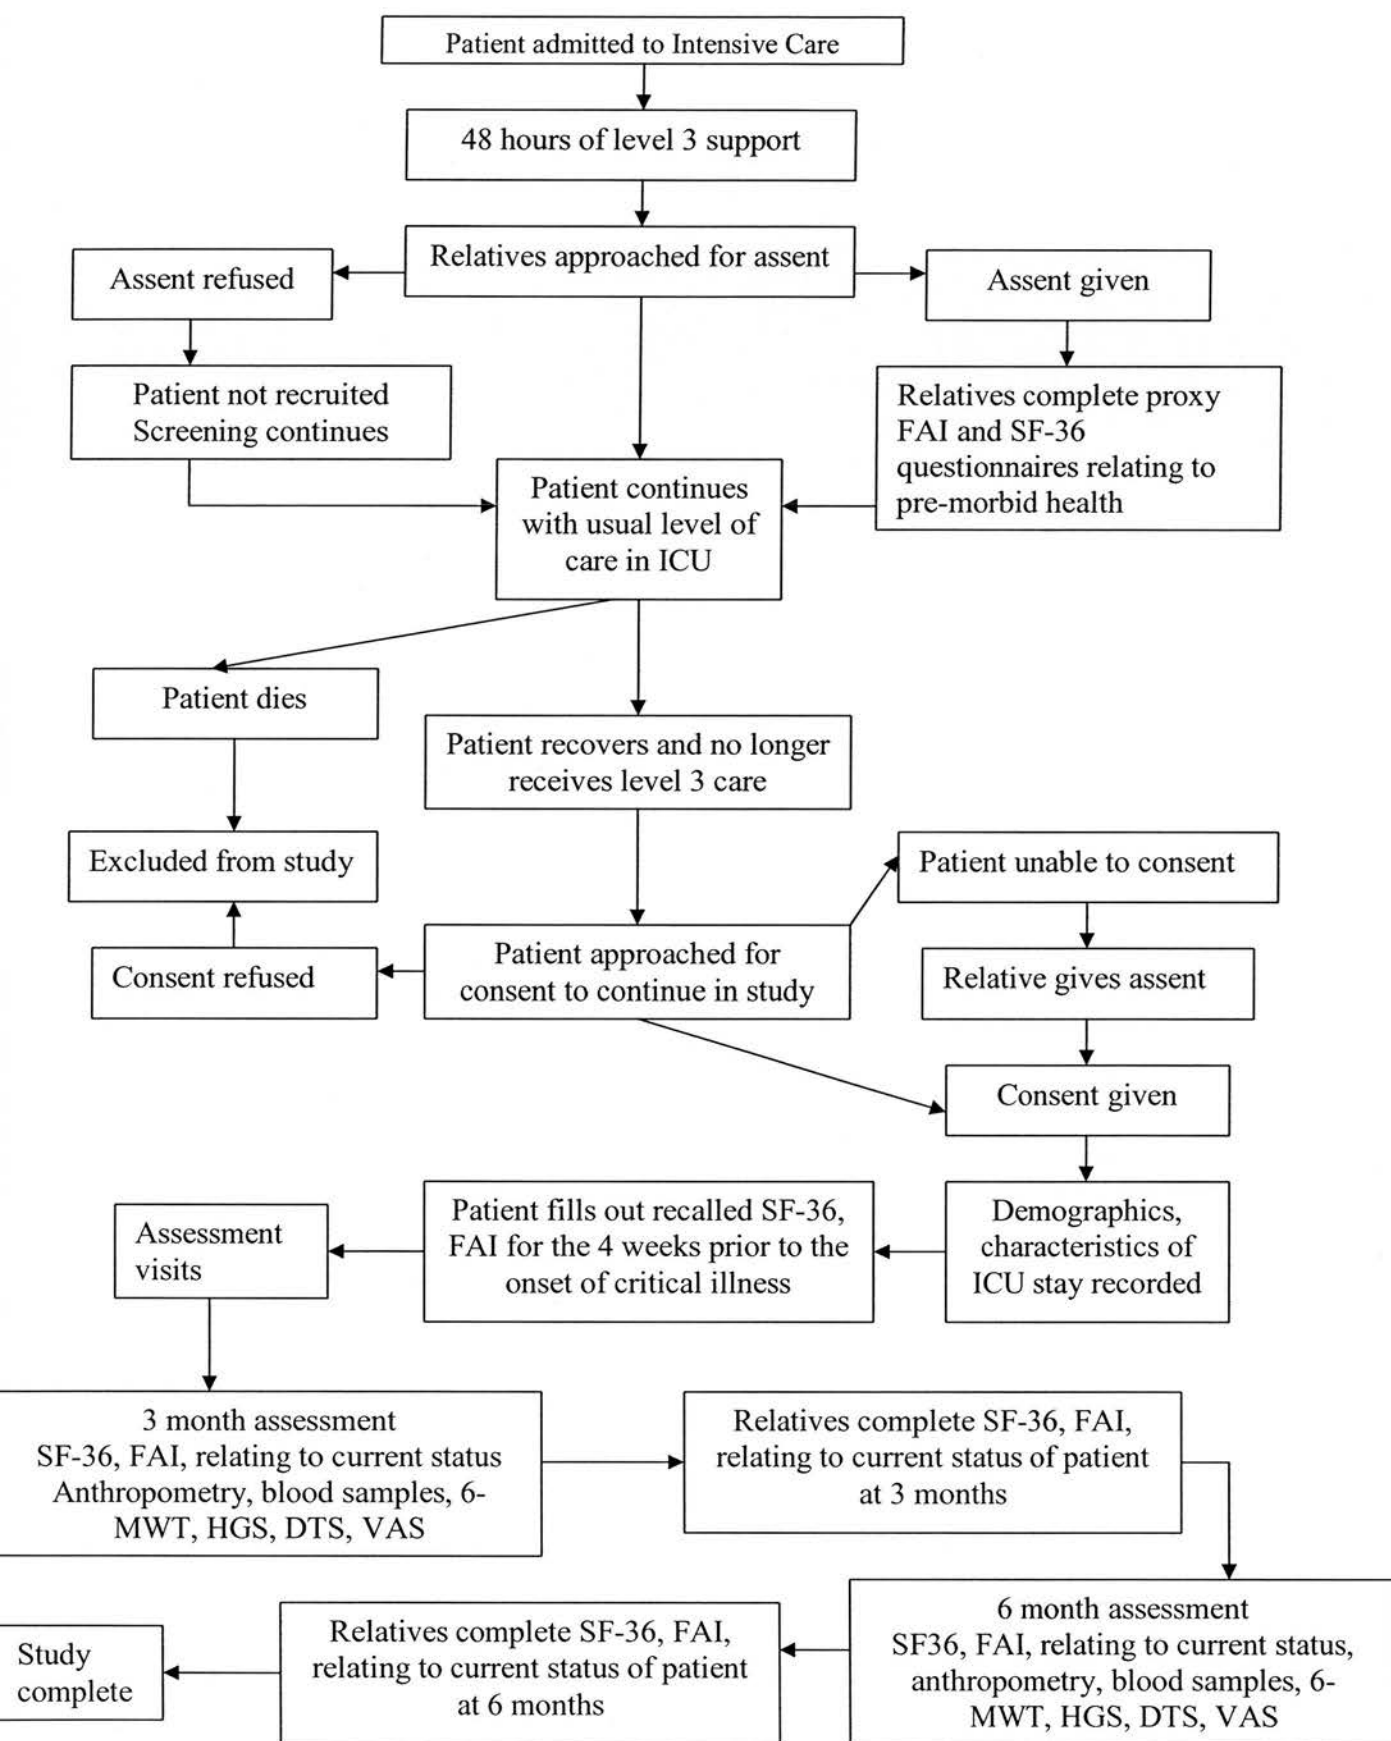 Patient admitted to Intensive Care
48 hours of level 3 support
Relatives approached for assent
Assent refused
Assent given
Patient not recruited
Screening continues
Relatives complete proxy
FAI and SF-36
questionnaires relating to
pre-morbid health
Patient continues
with usual level of
care in ICU
Patient dies
Patient recovers and no longer
receives level 3 care
Excluded from study
Patient unable to consent
Consent refused
Patient approached for
consent to continue in study
Relative gives assent
Consent given
Demographics,
characteristics of
ICU stay recorded
Patient fills out recalled SF-36,
FAI for the 4 weeks prior to the
onset of critical illness
Assessment
visits
3 month assessment
SF-36, FAI, relating to current status
Anthropometry, blood samples, 6-
MWT, HGS, DTS, VAS
Relatives complete SF-36, FAI,
relating to current status of patient
at 3 months
6 month assessment
SF36, FAI, relating to current status,
anthropometry, blood samples, 6-
MWT, HGS, DTS, VAS
Relatives complete SF-36, FAI,
relating to current status of patient
at 6 months
Study
complete